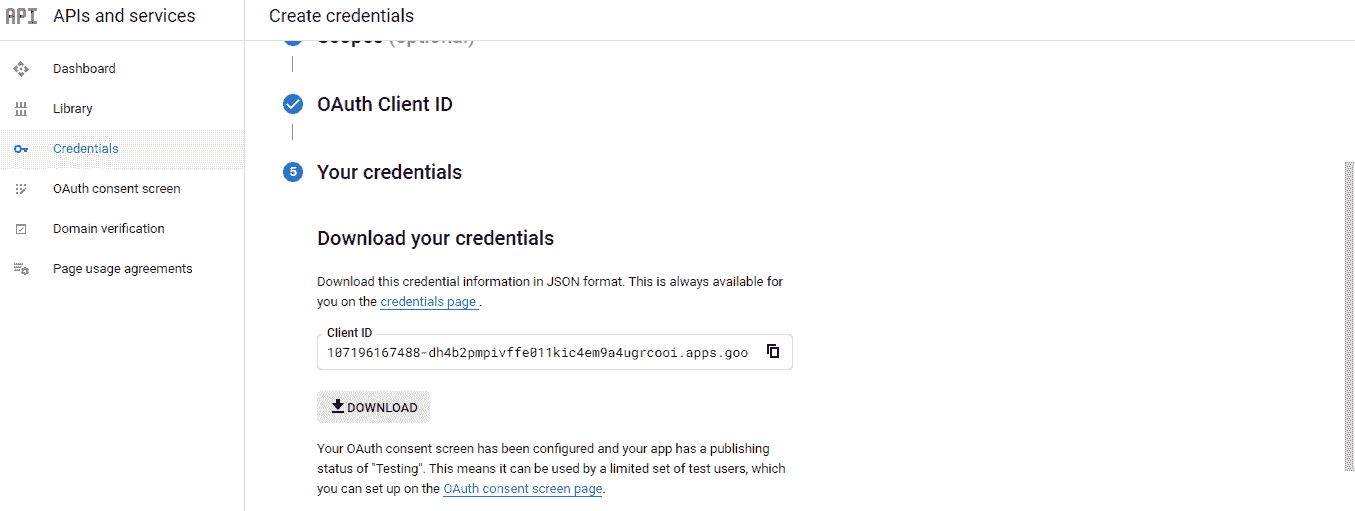 API APIs and services
Create credentials
Dashboard
Library
Credentials
OAuth consent screen
Domain verification
Page usage agreements
Scopes (optional)
OAuth Client ID
5 Your credentials
Download your credentials
Download this credential information in JSON format. This is always available for
you on the credentials page .
Client ID
107196167488-dh4b2pmpivffe011kic4em9a4ugrcooi.apps.goo
DOWNLOAD
Your OAuth consent screen has been configured and your app has a publishing
status of "Testing". This means it can be used by a limited set of test users, which
you can set up on the OAuth consent screen page.